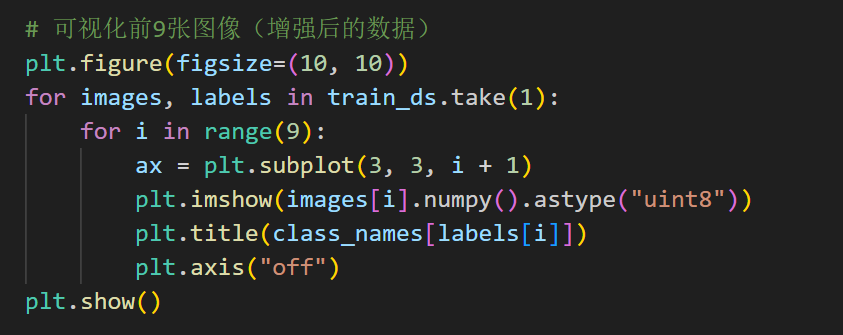 # 可视化前9张图像（增强后的数据）
plt.figure(figsize=(10, 10))
for images, labels in train_ds.take(1):
    for i in range(9):
        ax = plt.subplot(3, 3, i + 1)
        plt.imshow(images[i].numpy().astype("uint8"))
        plt.title(class_names[labels[i]])
        plt.axis("off")
plt.show()